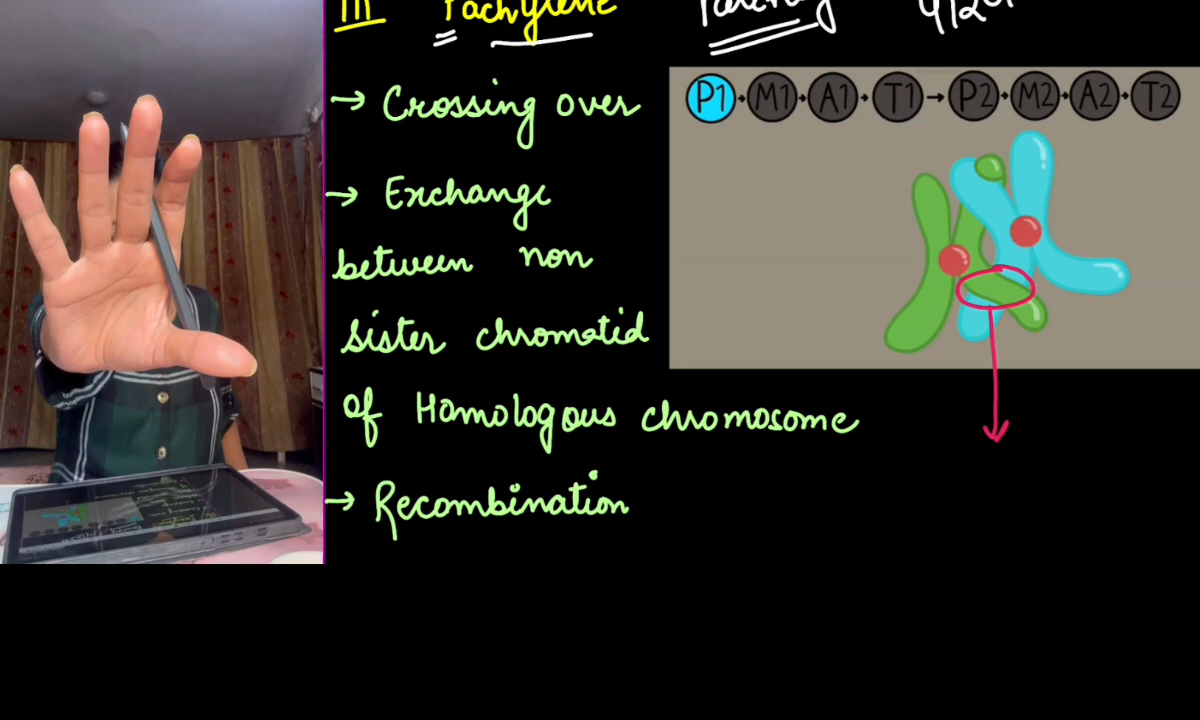 III Pachytene
→ Crossing over
→ Exchange
between non
sister chromatid
of Homologous chromosome
→ Recombination
P1 M1 A1 T1 → P2 M2 A2 T2